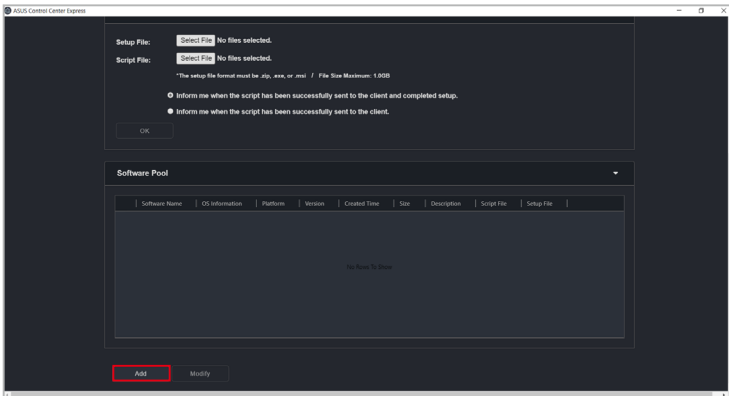 ASUS Control Center Express
Setup File: Select File No files selected.
Script File: Select File No files selected.
*The setup file format must be .zip, .exe, or .msi / File Size Maximum: 1.0GB
Inform me when the script has been successfully sent to the client and completed setup.
Inform me when the script has been successfully sent to the client.
OK
Software Pool
Software Name OS Information Platform Version Created Time Size Description Script File Setup File
No Rows To Show
Add Modify